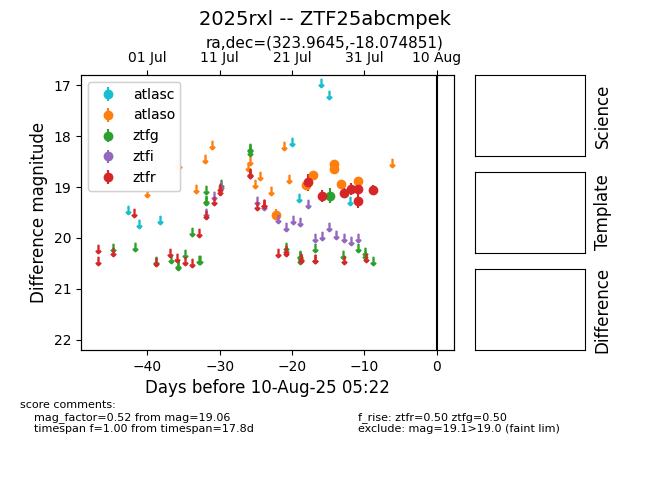 2025rxl -- ZTF25abcmpek
ra,dec=(323.9645,-18.074851)
01 Jul
11 Jul
21 Jul
31 Jul
10 Aug
17
18
19
20
21
22
Difference magnitude
atlasc
atlaso
ztfg
ztfi
ztfr
−40
−30
−20
−10
0
Days before 10-Aug-25 05:22
Science
Template
Difference
score comments:
mag_factor=0.52 from mag=19.06
timespan f=1.00 from timespan=17.8d
f_rise: ztfr=0.50 ztfg=0.50
exclude: mag=19.1>19.0 (faint lim)